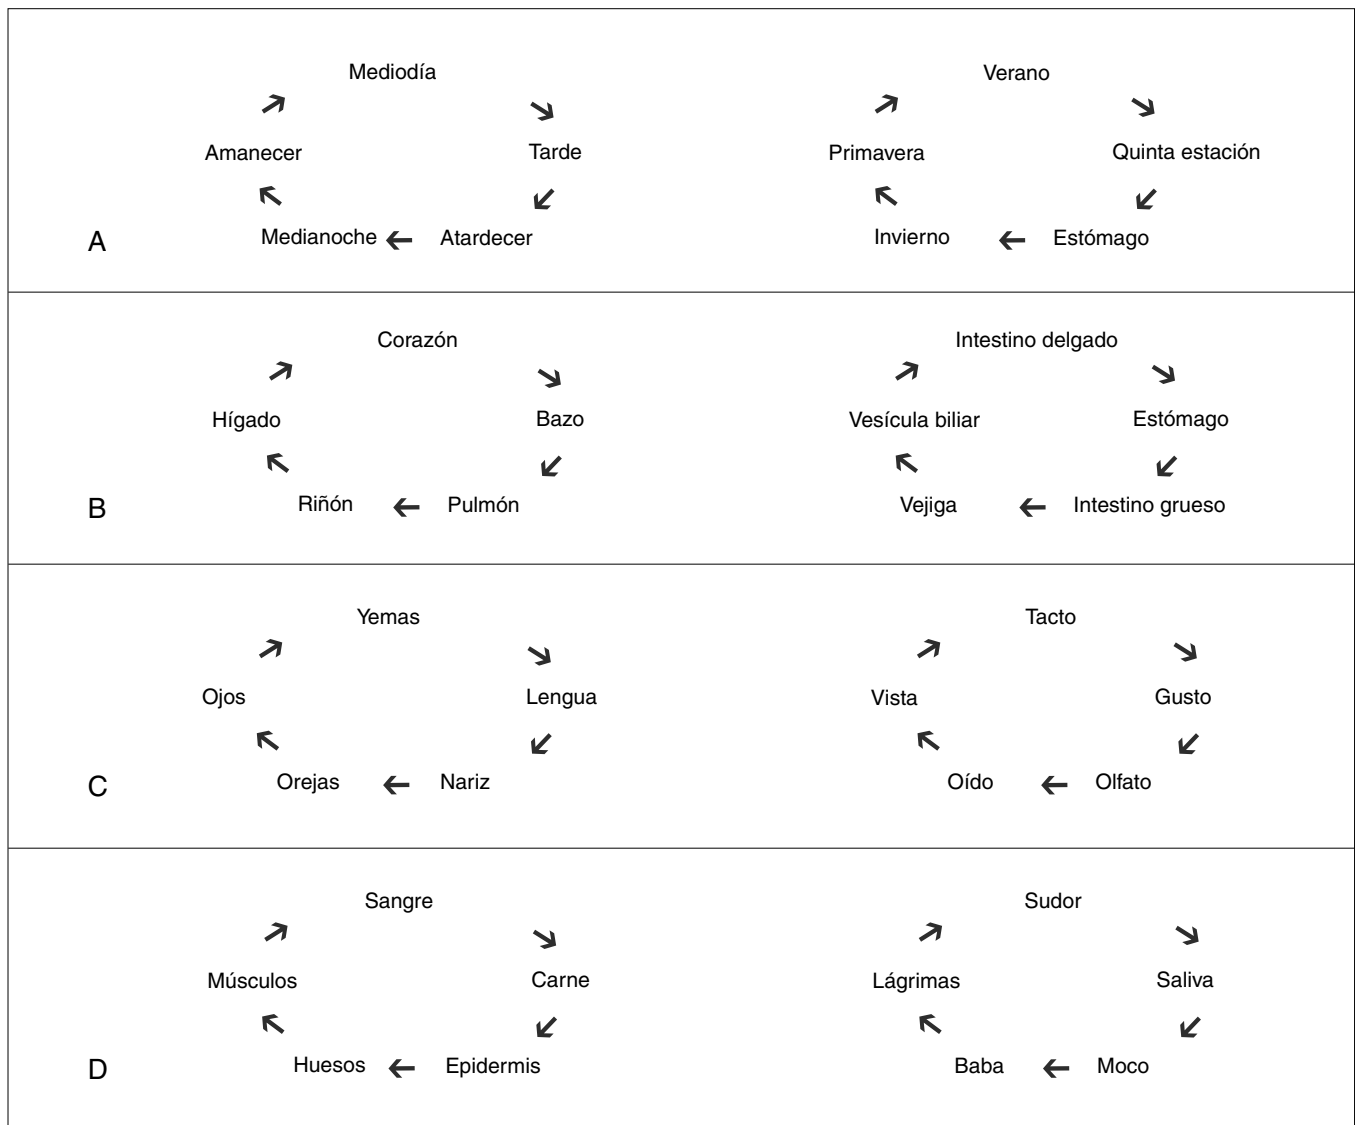 Mediodía Verano
Amanecer Tarde Primavera Quinta estación
A Medianoche Atardecer Invierno Estómago
Corazón Intestino delgado
Hígado Bazo Vesícula biliar Estómago
B Riñón Pulmón Vejiga Intestino grueso
Yemas Tacto
Ojos Lengua Vista Gusto
C Orejas Nariz Oído Olfato
Sangre Sudor
Músculos Carne Lágrimas Saliva
D Huesos Epidermis Baba Moco